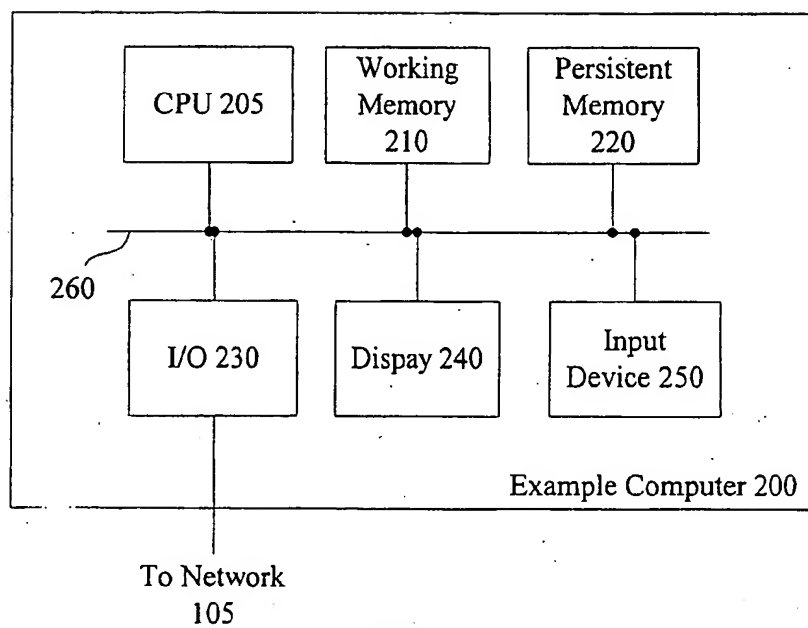 CPU 205
Working
Memory
210
Persistent
Memory
220
260
I/O 230
Dispay 240
Input
Device 250
Example Computer 200
To Network
105